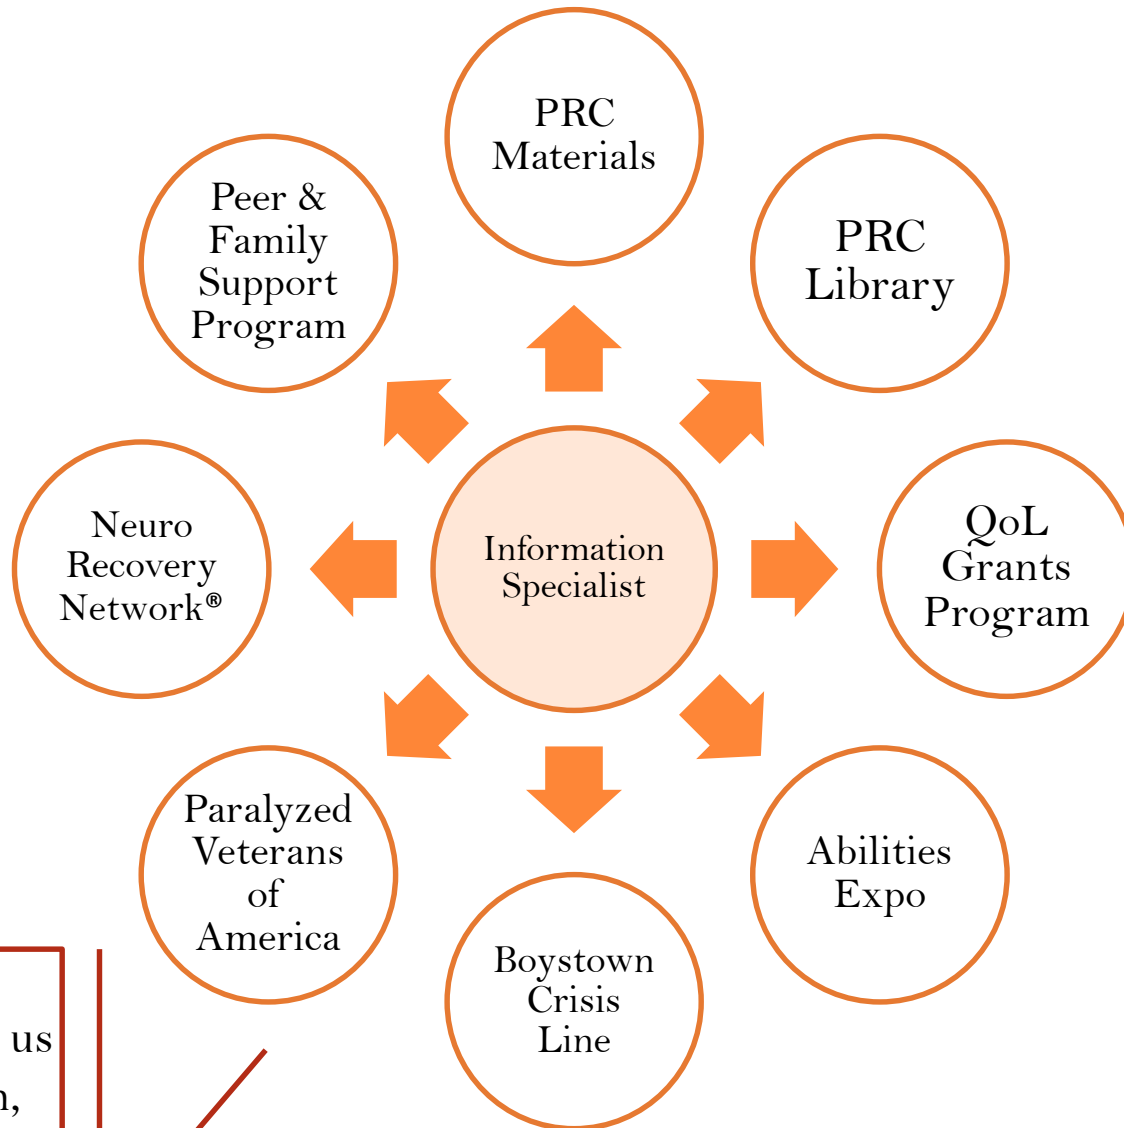 PRC
Materials
Peer &
Family
Support
Program
PRC
Library
Neuro
Recovery
Network®
Information
Specialist
QoL
Grants
Program
Paralyzed
Veterans
of
America
Abilities
Expo
Boystown
Crisis
Line
us